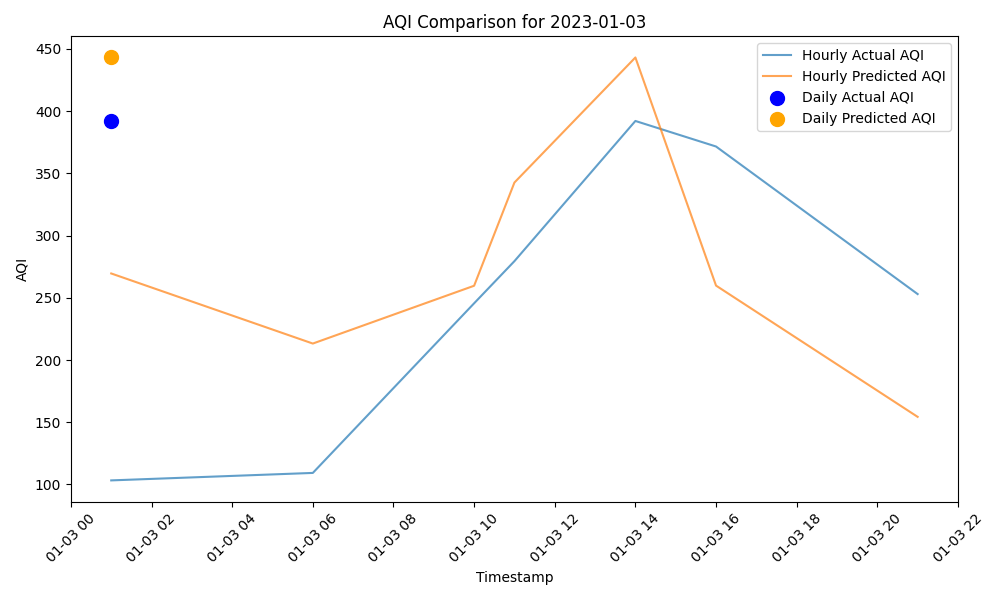 AQI Comparison for 2023-01-03
Hourly Actual AQI
Hourly Predicted AQI
Daily Actual AQI
Daily Predicted AQI
AQI
450
400
350
300
250
200
150
100
01-03 00
01-03 02
01-03 04
01-03 06
01-03 08
01-03 10
01-03 12
01-03 14
01-03 16
01-03 18
01-03 20
01-03 22
Timestamp